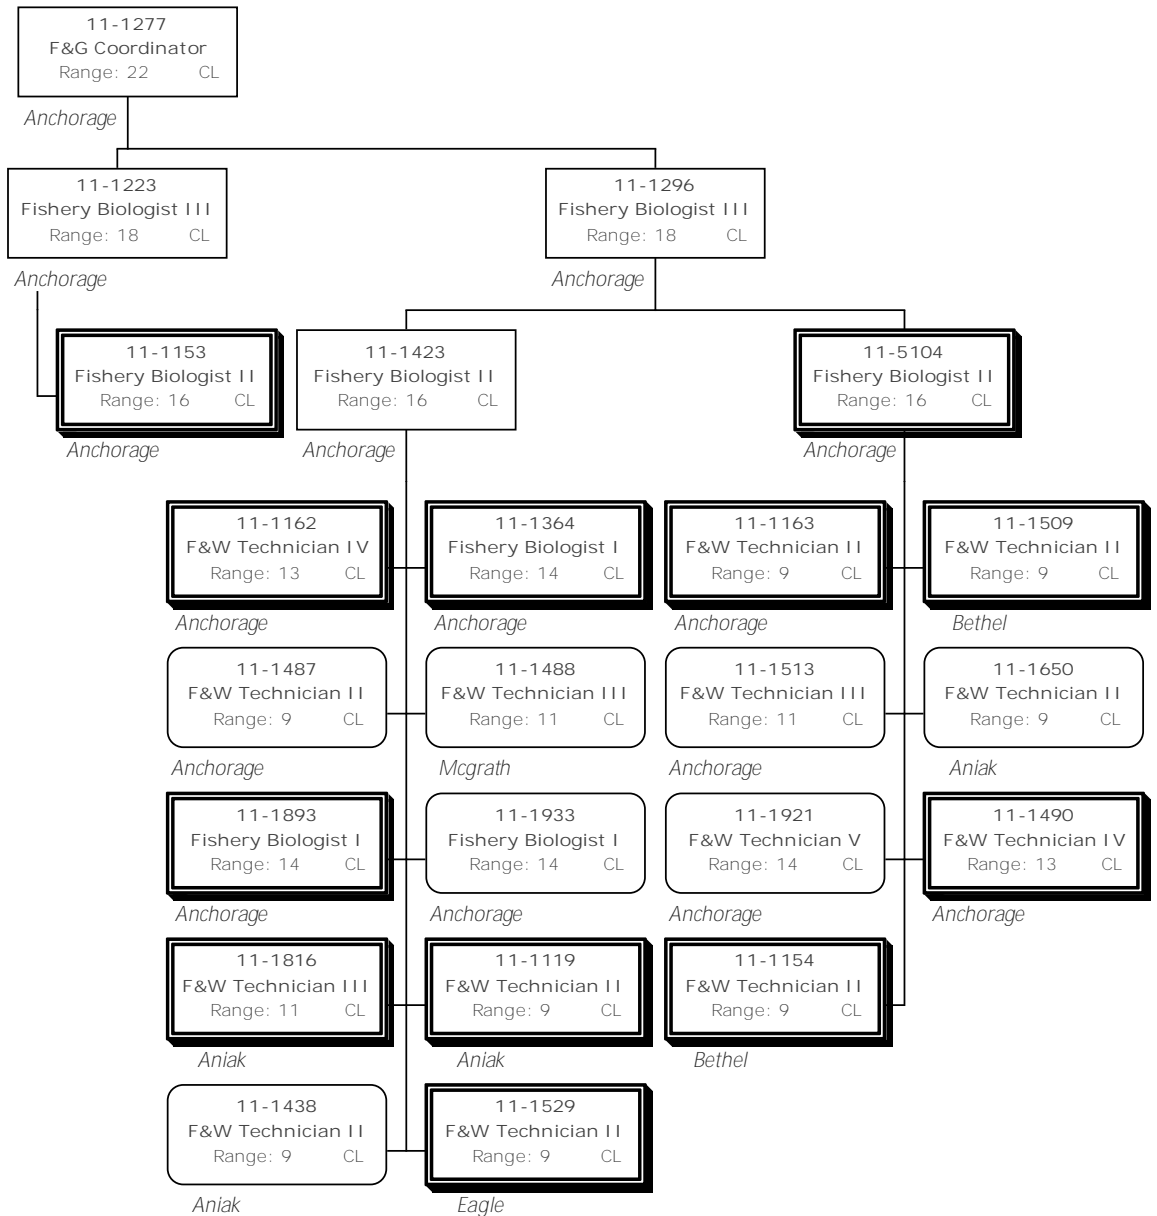 11-1277
F&G Coordinator
Range: 22 CL
Anchorage
11-1223
Fishery Biologist III
Range: 18 CL
Anchorage
11-1296
Fishery Biologist III
Range: 18 CL
Anchorage
11-1153
Fishery Biologist II
Range: 16 CL
Anchorage
11-1423
Fishery Biologist II
Range: 16 CL
Anchorage
11-5104
Fishery Biologist II
Range: 16 CL
Anchorage
11-1162
F&W Technician IV
Range: 13 CL
Anchorage
11-1364
Fishery Biologist I
Range: 14 CL
Anchorage
11-1163
F&W Technician II
Range: 9 CL
Anchorage
11-1509
F&W Technician II
Range: 9 CL
Bethel
11-1487
F&W Technician II
Range: 9 CL
Anchorage
11-1488
F&W Technician III
Range: 11 CL
Mcgrath
11-1513
F&W Technician III
Range: 11 CL
Anchorage
11-1650
F&W Technician II
Range: 9 CL
Aniak
11-1893
Fishery Biologist I
Range: 14 CL
Anchorage
11-1933
Fishery Biologist I
Range: 14 CL
Anchorage
11-1921
F&W Technician V
Range: 14 CL
Anchorage
11-1490
F&W Technician IV
Range: 13 CL
Anchorage
11-1816
F&W Technician III
Range: 11 CL
Aniak
11-1119
F&W Technician II
Range: 9 CL
Aniak
11-1154
F&W Technician II
Range: 9 CL
Bethel
11-1438
F&W Technician II
Range: 9 CL
Aniak
11-1529
F&W Technician II
Range: 9 CL
Eagle